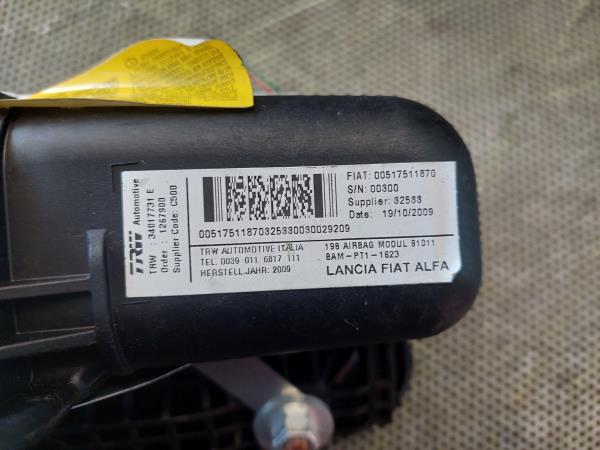 TRW Automotive
TRW : 34017731 E
Order : 1267900
Supplier Code: C500
FIAT: 00517511870
S/N: 00300
Supplier: 32533
Date: 19/10/2009
00517511870325330030029209
TRW AUTOMOTIVE ITALIA
TEL. 0039 011 6817 111
HERSTELL.JAHR: 2009
198 AIRBAG MODUL 91011
BAM-PT1-1623
LANCIA FIAT ALFA